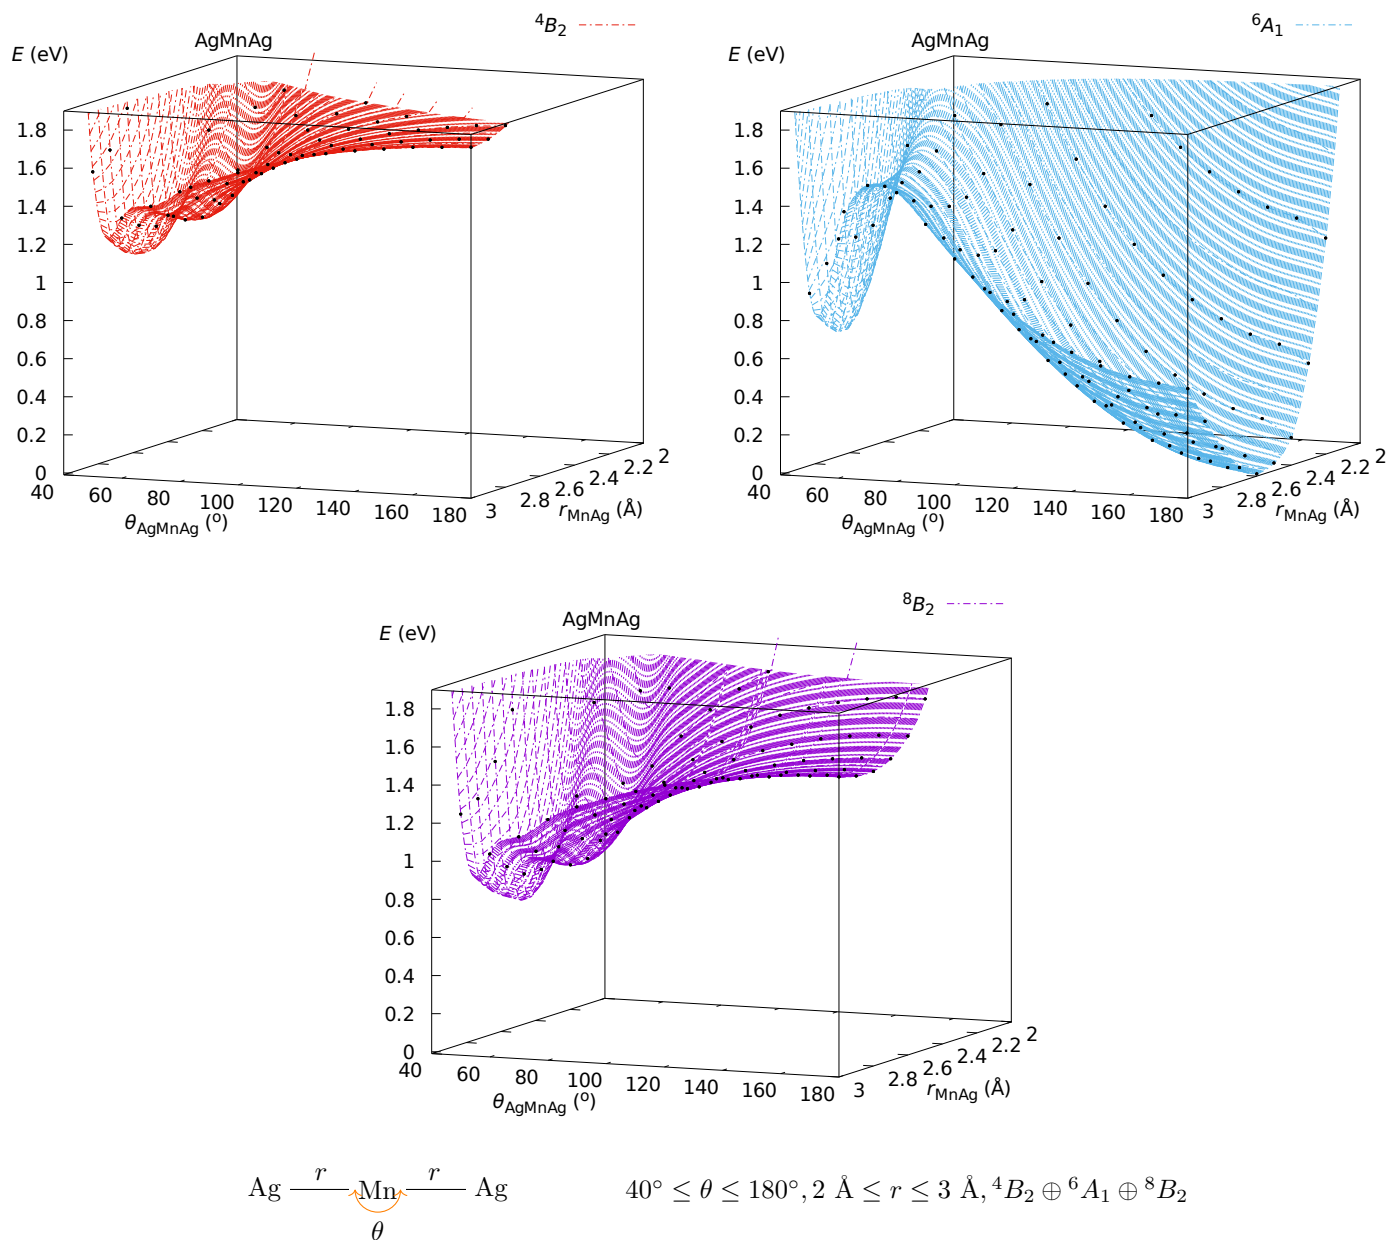 ⁴B₂
AgMnAg
E (eV)
1.8
1.6
1.4
1.2
1
0.8
0.6
0.4
0.2
0
40 60 80 100 120 140 160 180
θAgMnAg (°)
3 2.8 2.6 2.4 2.2 2
rMnAg (Å)
⁶A₁
AgMnAg
E (eV)
1.8
1.6
1.4
1.2
1
0.8
0.6
0.4
0.2
0
40 60 80 100 120 140 160 180
θAgMnAg (°)
3 2.8 2.6 2.4 2.2 2
rMnAg (Å)
⁸B₂
AgMnAg
E (eV)
1.8
1.6
1.4
1.2
1
0.8
0.6
0.4
0.2
0
40 60 80 100 120 140 160 180
θAgMnAg (°)
3 2.8 2.6 2.4 2.2 2
rMnAg (Å)
r r
Ag Mn Ag
θ
40° ≤ θ ≤ 180°, 2 Å ≤ r ≤ 3 Å, ⁴B₂ ⊕ ⁶A₁ ⊕ ⁸B₂